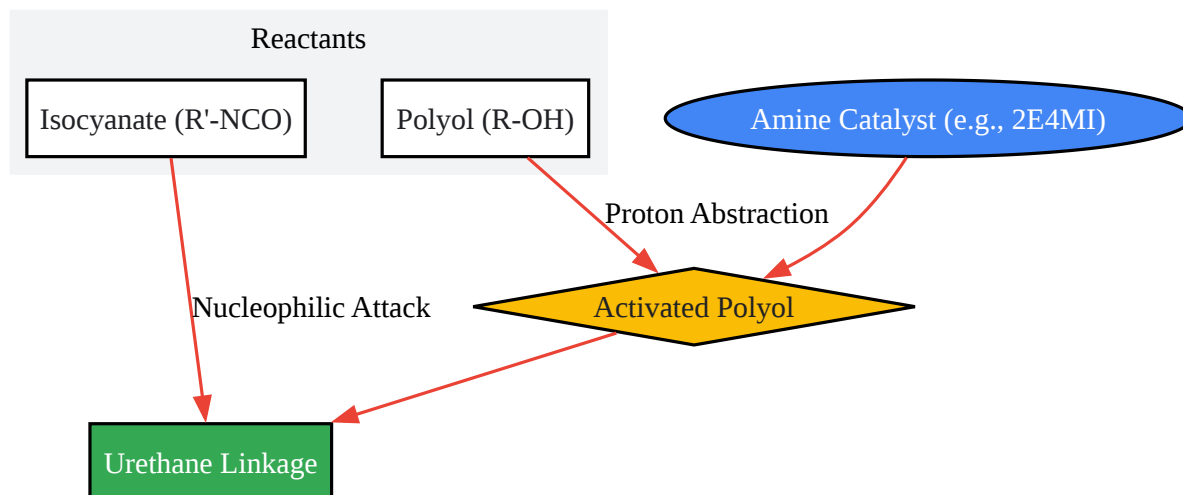 Reactants
Isocyanate (R'-NCO)
Polyol (R-OH)
Amine Catalyst (e.g., 2E4MI)
Proton Abstraction
Nucleophilic Attack
Activated Polyol
Urethane Linkage